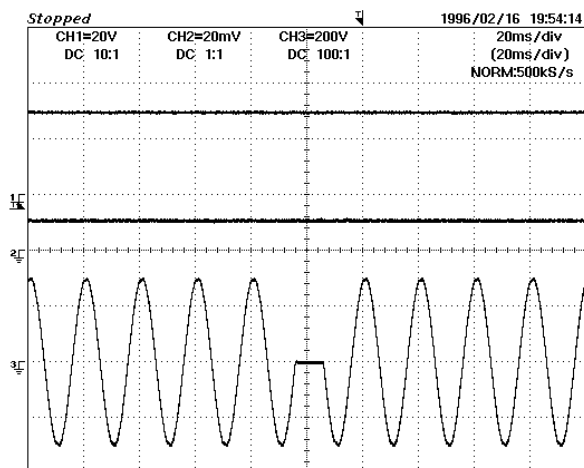 Stopped 1996/02/16 19:54:14
CH1=20V CH2=20mV CH3=200V 20ms/div
DC 10:1 DC 1:1 DC 100:1 (20ms/div)
NORM:500kS/s
T
1
T
2
3